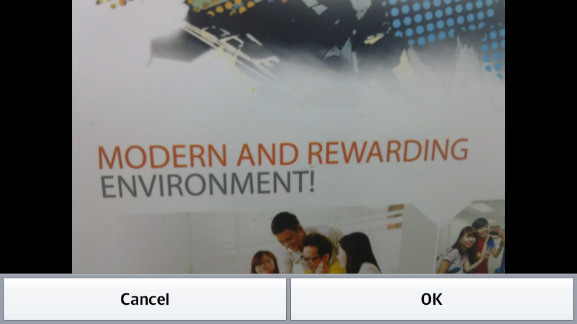 MODERN AND REWARDING
ENVIRONMENT!
Cancel
OK